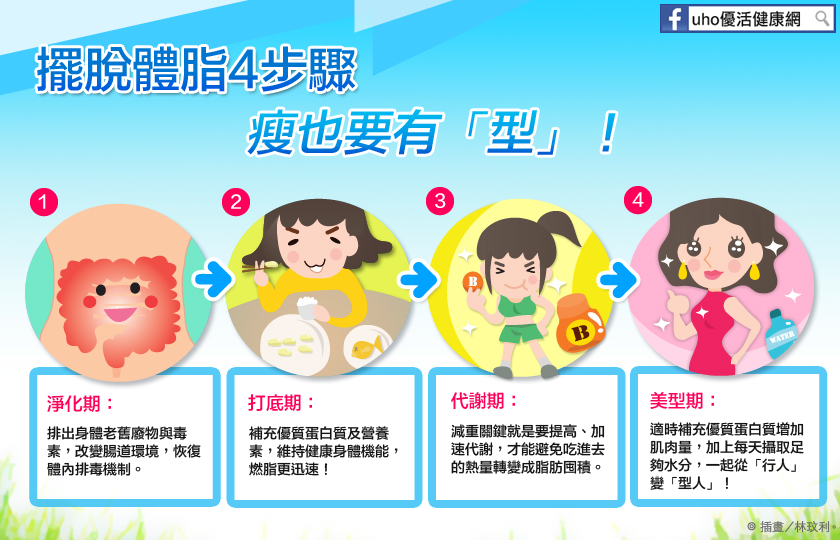 uho優活健康網
擺脫體脂4步驟
瘦也要有「型」！
1
2
3
4
B
B
WATER
淨化期：
排出身體老舊廢物與毒
素，改變腸道環境，恢復
體內排毒機制。
打底期：
補充優質蛋白質及營養
素，維持健康身體機能，
燃脂更迅速！
代謝期：
減重關鍵就是要提高、加
速代謝，才能避免吃進去
的熱量轉變成脂肪囤積。
美型期：
適時補充優質蛋白質增加
肌肉量，加上每天攝取足
夠水分，一起從「行人」
變「型人」！
◎ 插畫／林玟利。